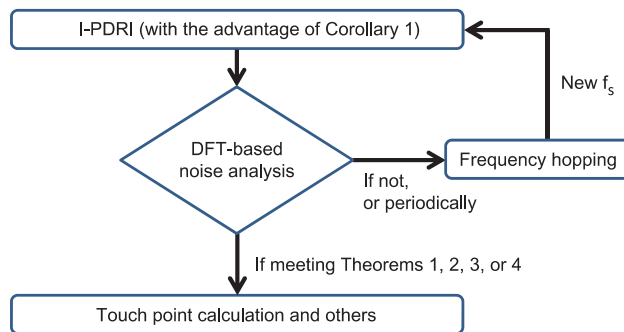 I-PDRI (with the advantage of Corollary 1)
New fs
DFT-based
noise analysis
Frequency hopping
If not,
or periodically
If meeting Theorems 1, 2, 3, or 4
Touch point calculation and others